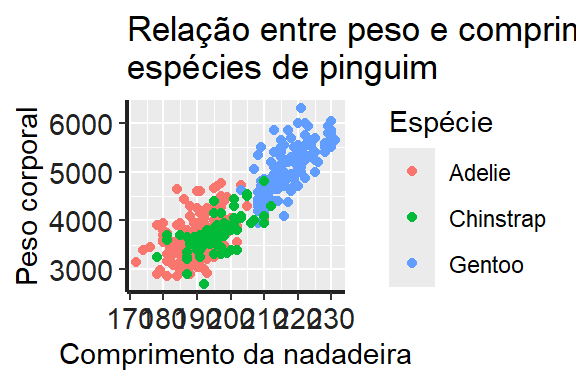 Relação entre peso e comprim
espécies de pinguim
Peso corporal
6000
5000
4000
3000
170 180 190 200 210 220 230
Comprimento da nadadeira
Espécie
Adelie
Chinstrap
Gentoo